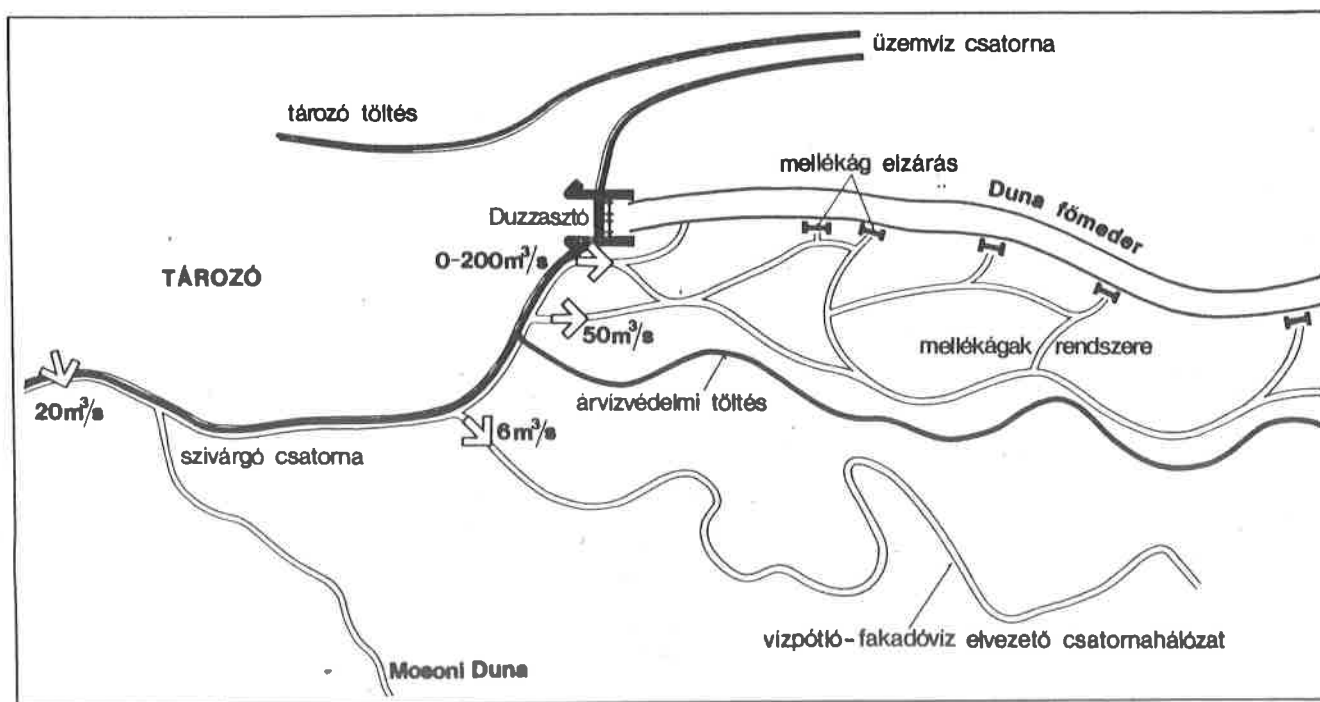 üzemvíz csatorna
tározó töltés
mellékág elzárás
Duna főmeder
Duzzasztó
0-200m³/s
TÁROZÓ
50m³/s
mellékágak rendszere
árvízvédelmi töltés
20m³/s
6m³/s
szivárgó csatorna
vízpótló-fakadóvíz elvezető csatornahálózat
Mosoni Duna